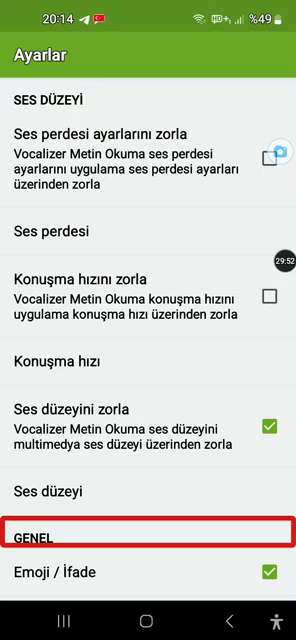 20:14
%49
Ayarlar
SES DÜZEYİ
Ses perdesi ayarlarını zorla
Vocalizer Metin Okuma ses perdesi
ayarlarını uygulama ses perdesi ayarları
üzerinden zorla
Ses perdesi
29:52
Konuşma hızını zorla
Vocalizer Metin Okuma konuşma hızını
uygulama konuşma hızı üzerinden zorla
Konuşma hızı
Ses düzeyini zorla
Vocalizer Metin Okuma ses düzeyini
multimedya ses düzeyi üzerinden zorla
Ses düzeyi
GENEL
Emoji / İfade